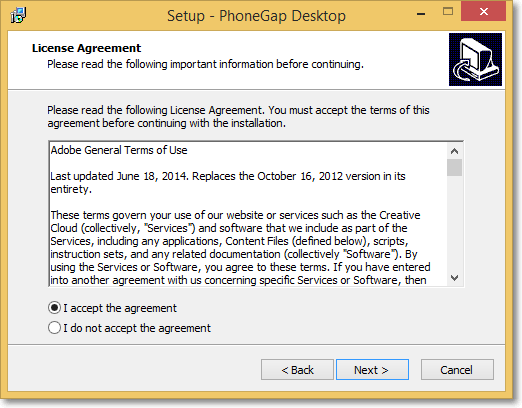 Setup - PhoneGap Desktop
License Agreement
Please read the following important information before continuing.
Please read the following License Agreement. You must accept the terms of this
agreement before continuing with the installation.
Adobe General Terms of Use
Last updated June 18, 2014. Replaces the October 16, 2012 version in its
entirety.
These terms govern your use of our website or services such as the Creative
Cloud (collectively, "Services") and software that we include as part of the
Services, including any applications, Content Files (defined below), scripts,
instruction sets, and any related documentation (collectively "Software"). By
using the Services or Software, you agree to these terms. If you have entered
into another agreement with us concerning specific Services or Software, then
I accept the agreement
I do not accept the agreement
< Back
Next >
Cancel